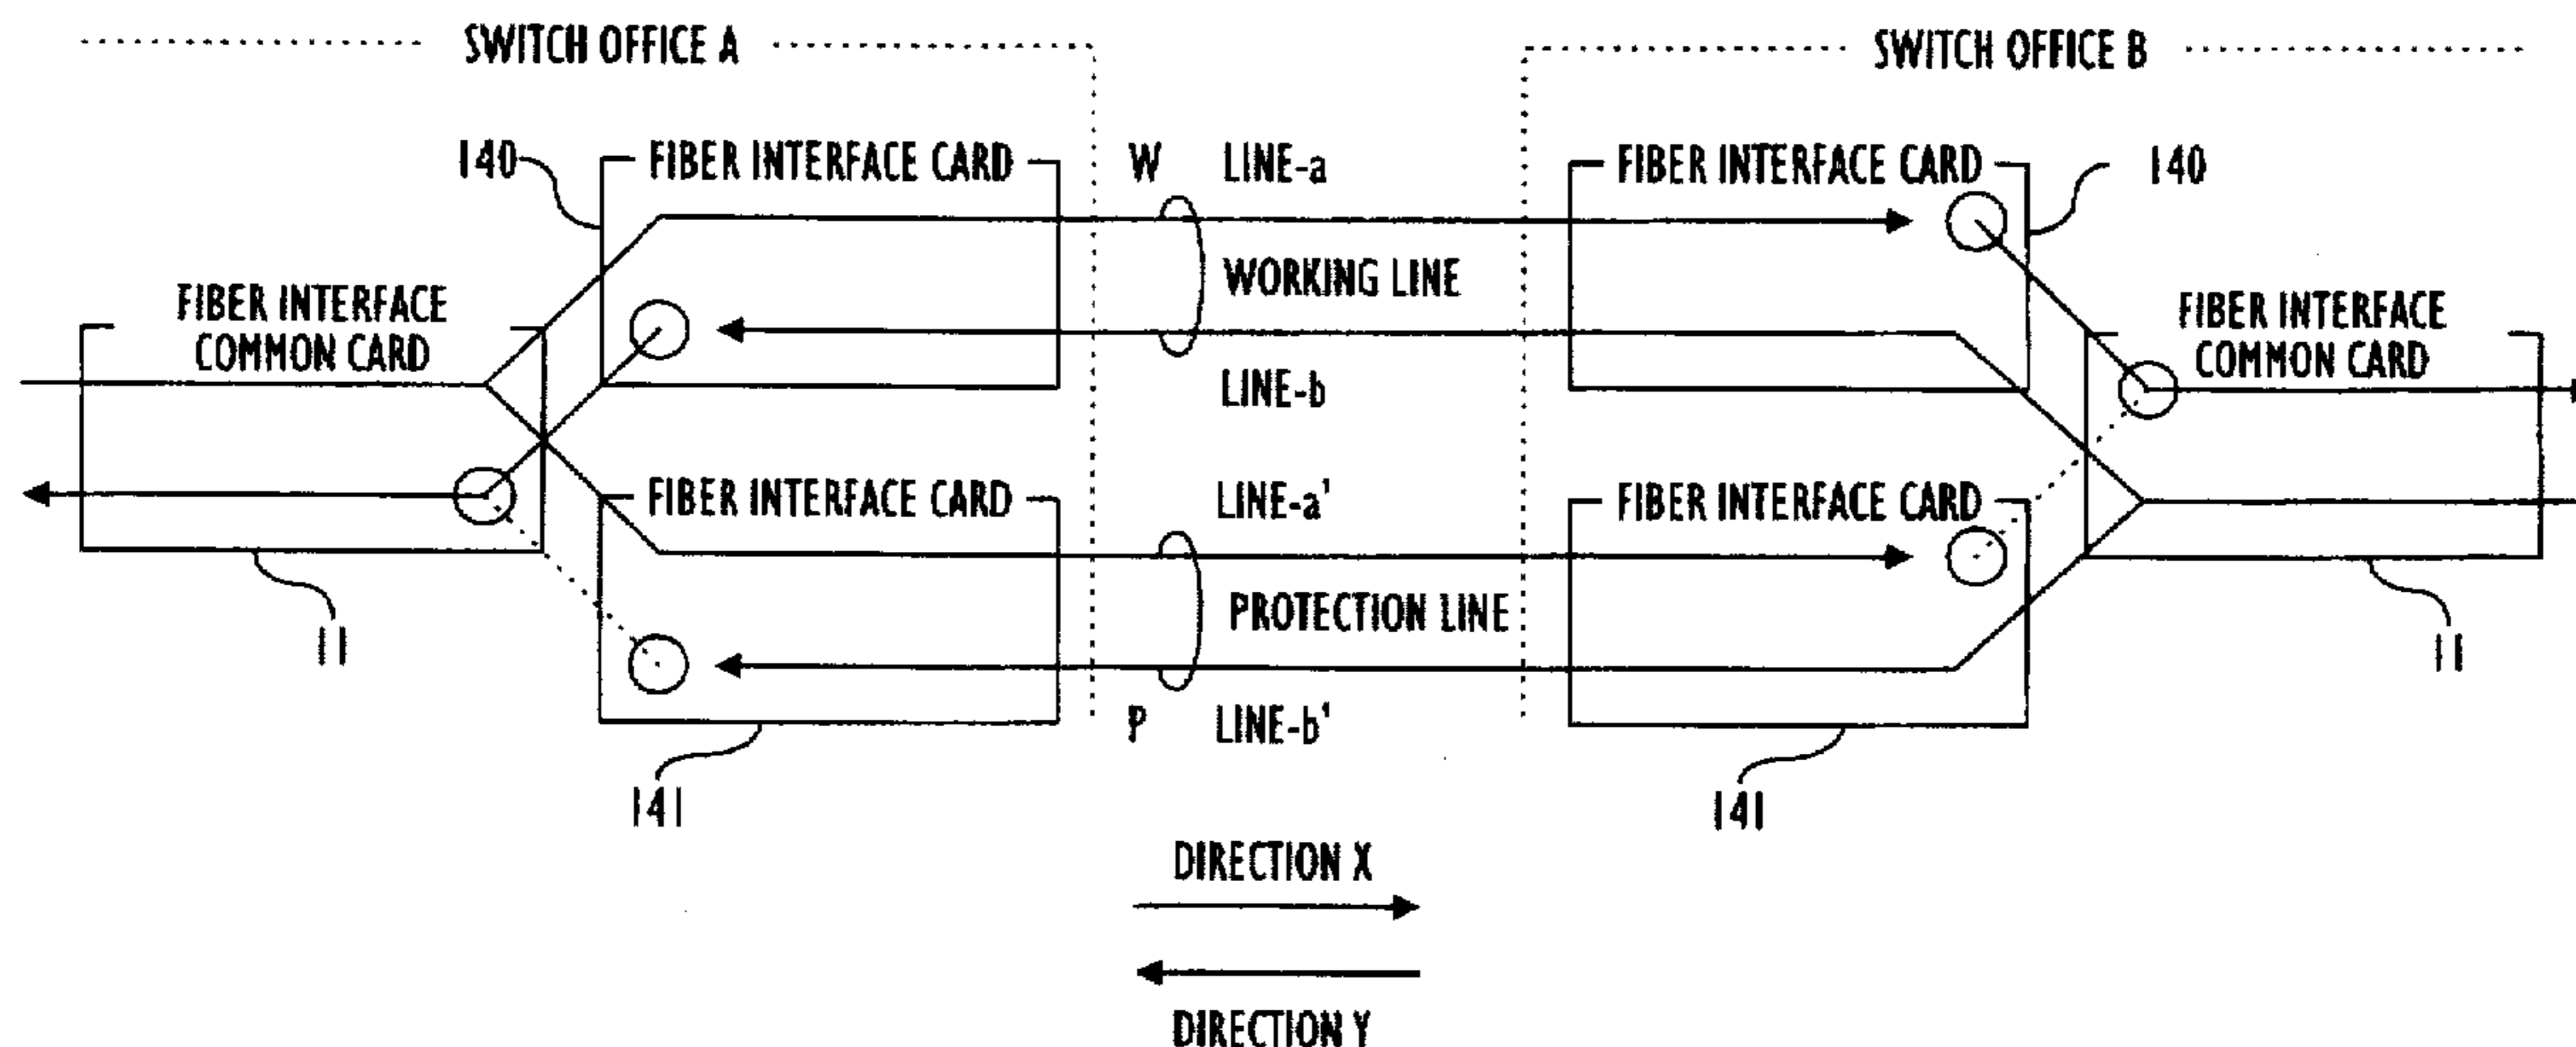 SWITCH OFFICE A
SWITCH OFFICE B
140
FIBER INTERFACE CARD
W
LINE-a
FIBER INTERFACE CARD
140
WORKING LINE
FIBER INTERFACE
COMMON CARD
FIBER INTERFACE
COMMON CARD
LINE-b
FIBER INTERFACE CARD
LINE-a'
FIBER INTERFACE CARD
PROTECTION LINE
11
11
P
LINE-b'
141
141
DIRECTION X
DIRECTION Y